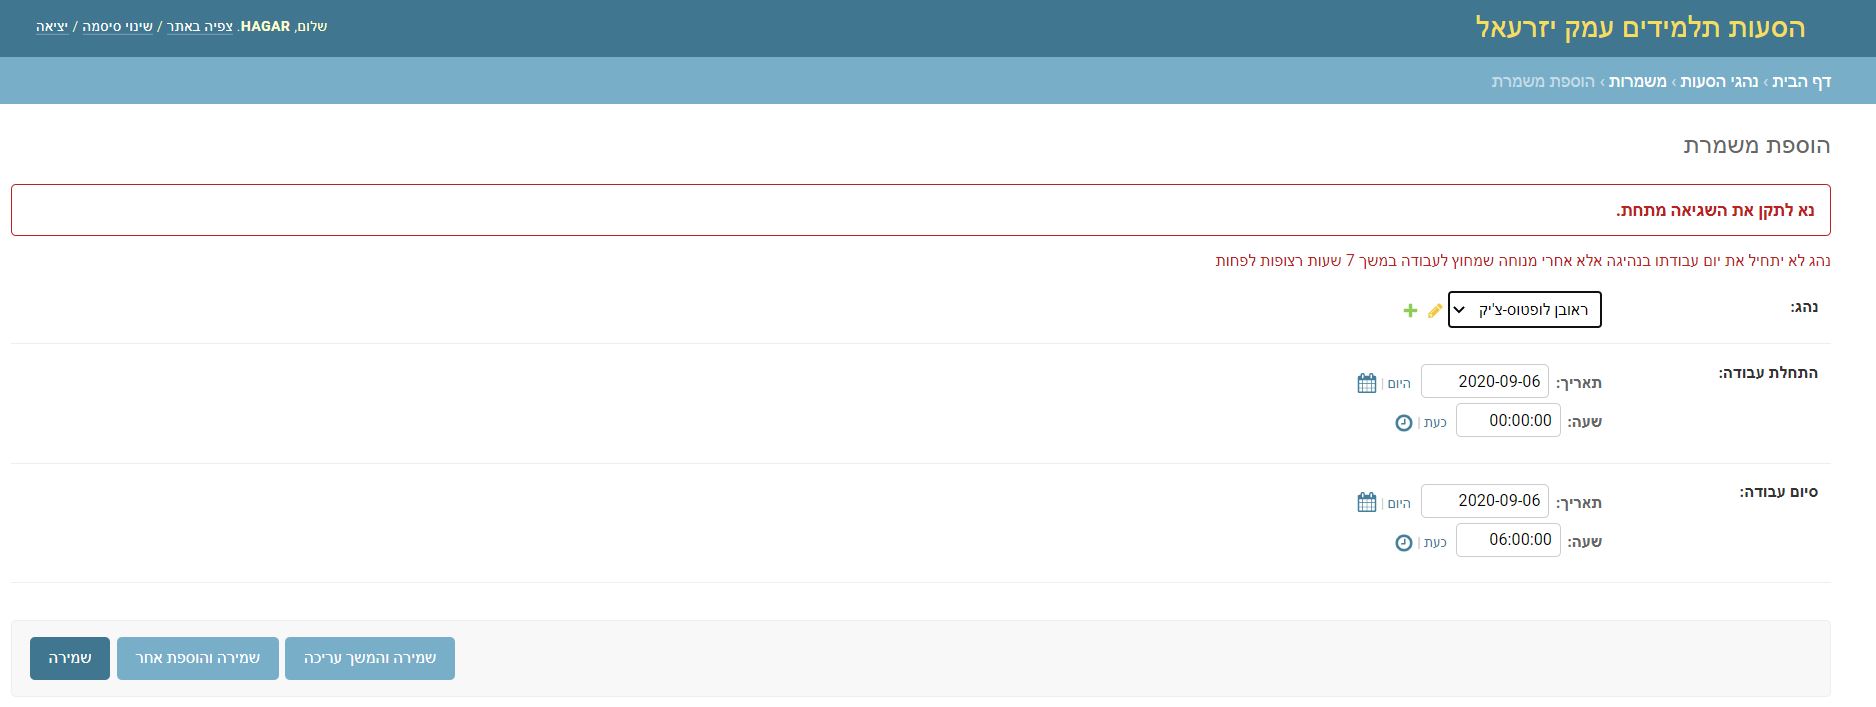 הסעות תלמידים עמק יזרעאל
שלום, HAGAR. צפיה באתר / שינוי סיסמה / יציאה
דף הבית › נהגי הסעות › משמרות › הוספת משמרת
הוספת משמרת
נא לתקן את השגיאה מתחת.
נהג לא יתחיל את יום עבודתו בנהיגה אלא אחרי מנוחה שמחוץ לעבודה במשך 7 שעות רצופות לפחות
נהג: ראובן לופטוס-צ'יק
התחלת עבודה:
תאריך: 2020-09-06 היום |
שעה: 00:00:00 כעת |
סיום עבודה:
תאריך: 2020-09-06 היום |
שעה: 06:00:00 כעת |
שמירה והמשך עריכה שמירה והוספת אחר שמירה